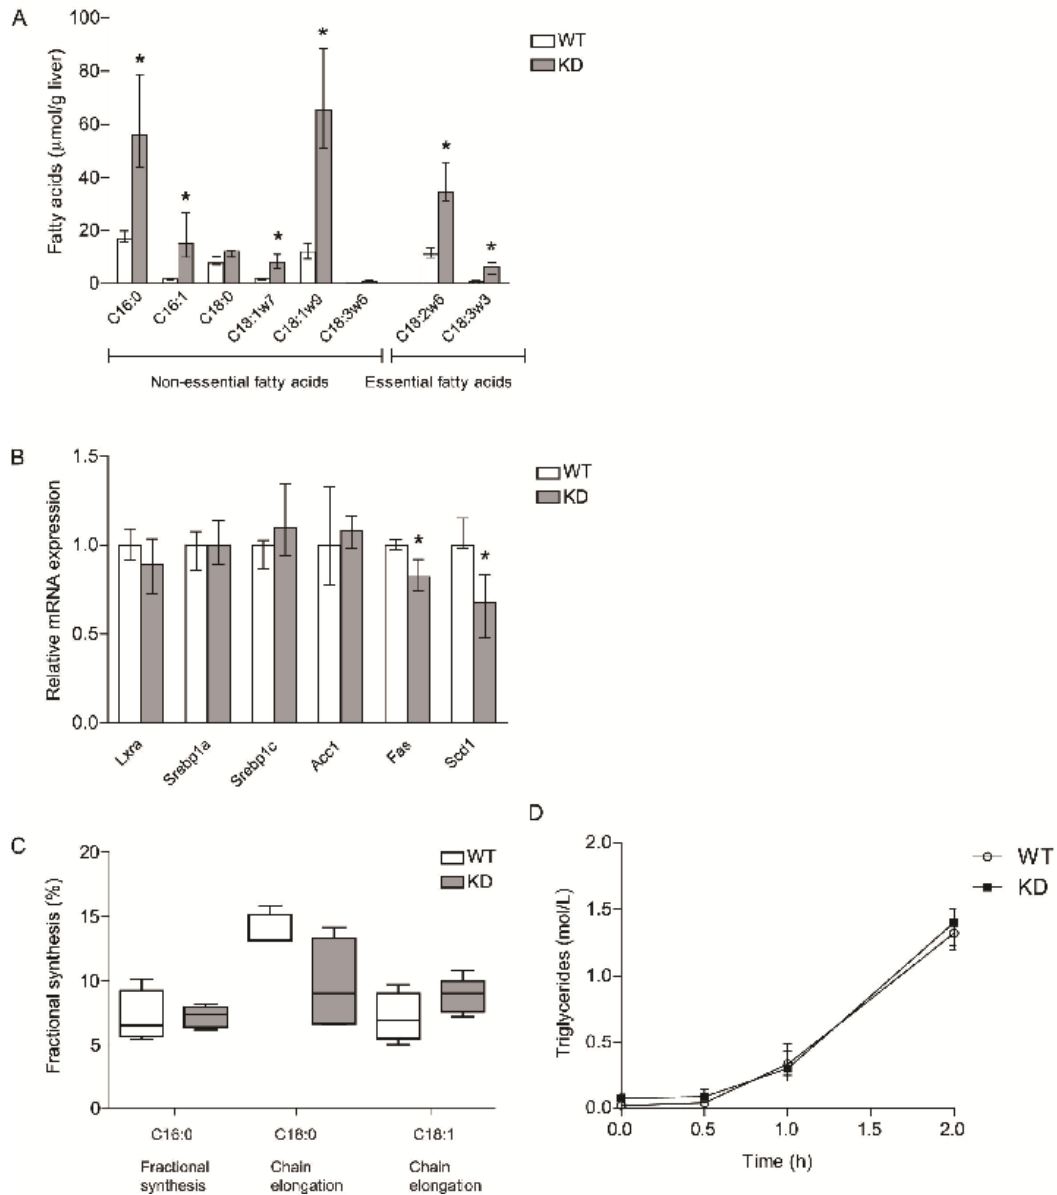 A
Fatty acids (µmol/g liver)
100
80
60
40
20
0
* * * * * *
WT
KD
C16:0 C16:1 C18:0 C18:1w7 C18:1w9 C18:3w6 C18:2w6 C18:3w3
Non-essential fatty acids Essential fatty acids
B
Relative mRNA expression
1.5
1.0
0.5
0.0
* *
WT
KD
Lxra Srebp1a Srebp1c Acc1 Fas Scd1
C
Fractional synthesis (%)
20
15
10
5
0
WT
KD
C16:0 C18:0 C18:1
Fractional Chain Chain
synthesis elongation elongation
D
Triglycerides (mol/L)
2.0
1.5
1.0
0.5
0.0
WT
KD
0.0 0.5 1.0 1.5 2.0
Time (h)